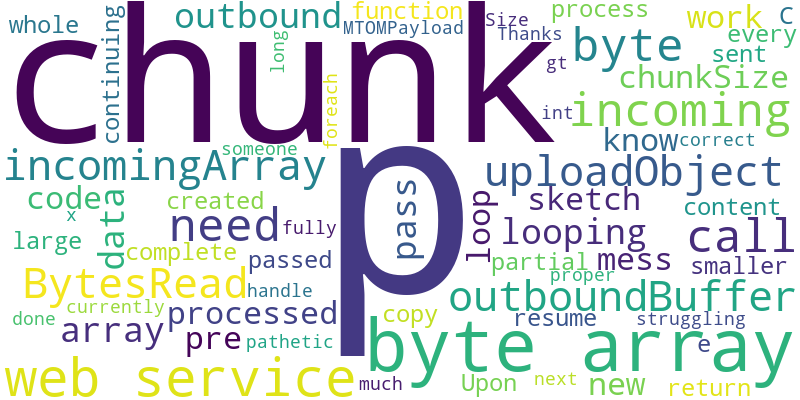 whole
continuing
outbound
long
function
MTOMPayload
Size
Thanks
process
work
C
every
sent
gt
byte
chunk
foreach
int
chunkSize
incoming
know
correct
someone
incomingArray
p
pass
uploadObject
code
x
data
created
need
fully
loop
sketch
content
looping
call
large
complete
passed
mess
partial
smaller
proper
BytesRead
handle
outboundBuffer
currently
done
array
processed
copy
resume
struggling
pre
pathetic
byte array
e
web service
much
Upon
next
new
return